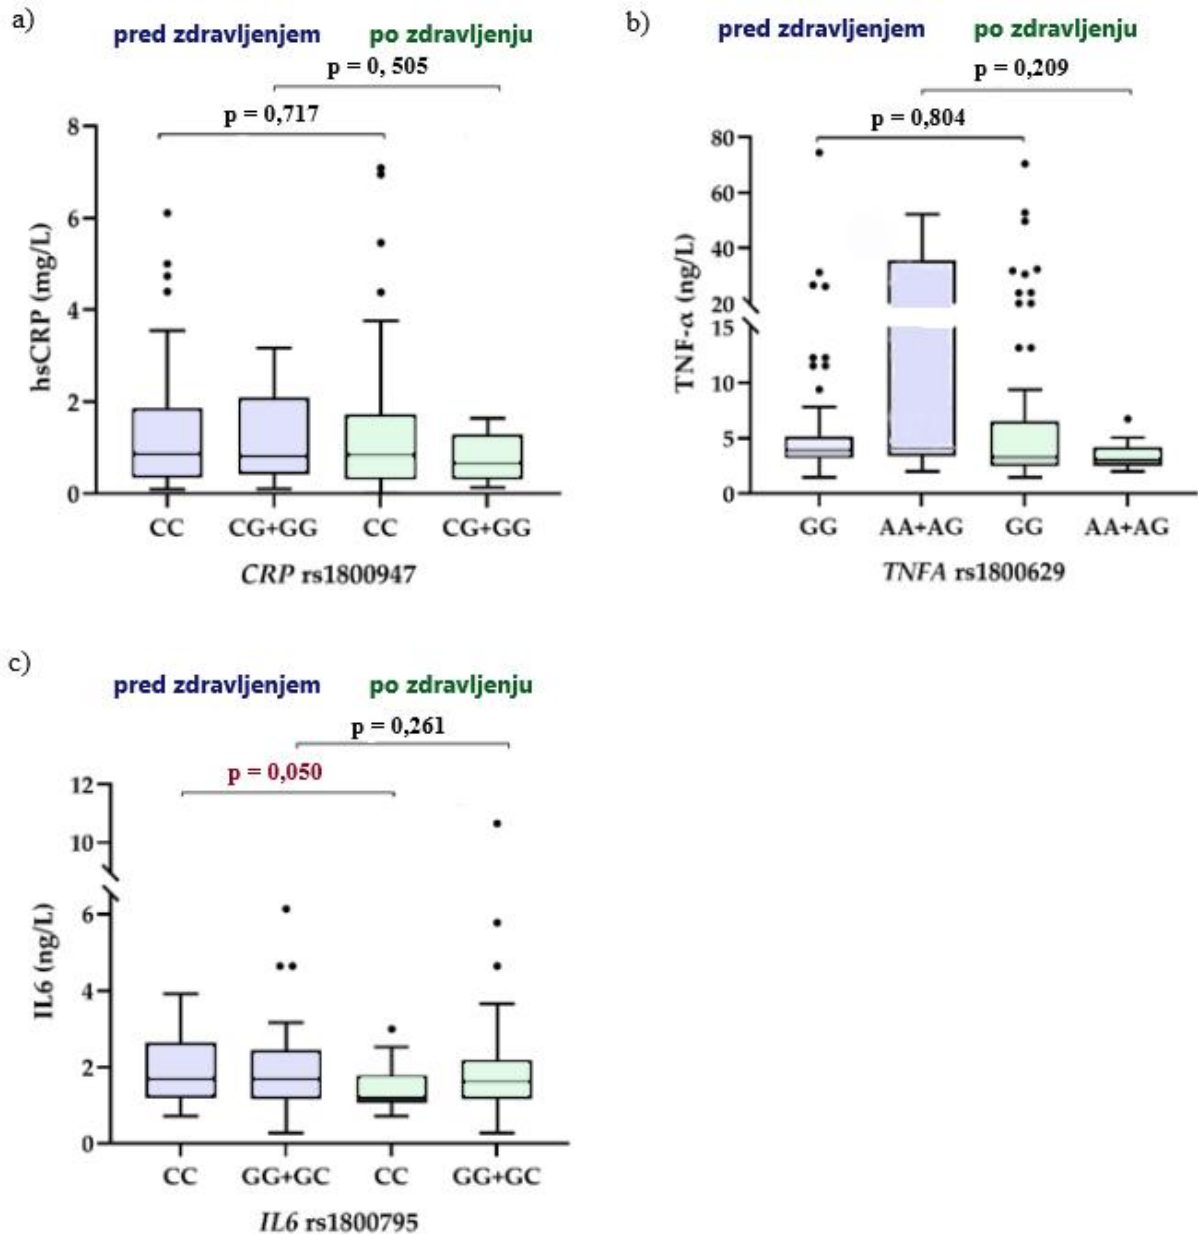 a)
pred zdravljenjem po zdravljenju
p = 0, 505
p = 0,717
8
6
4
2
0
hsCRP (mg/L)
CC CG+GG CC CG+GG
CRP rs1800947
b)
pred zdravljenjem po zdravljenju
p = 0,209
p = 0,804
80
60
40
20
15
10
5
0
TNF-α (ng/L)
GG AA+AG GG AA+AG
TNFA rs1800629
c)
pred zdravljenjem po zdravljenju
p = 0,261
p = 0,050
12
10
6
4
2
0
IL6 (ng/L)
CC GG+GC CC GG+GC
IL6 rs1800795